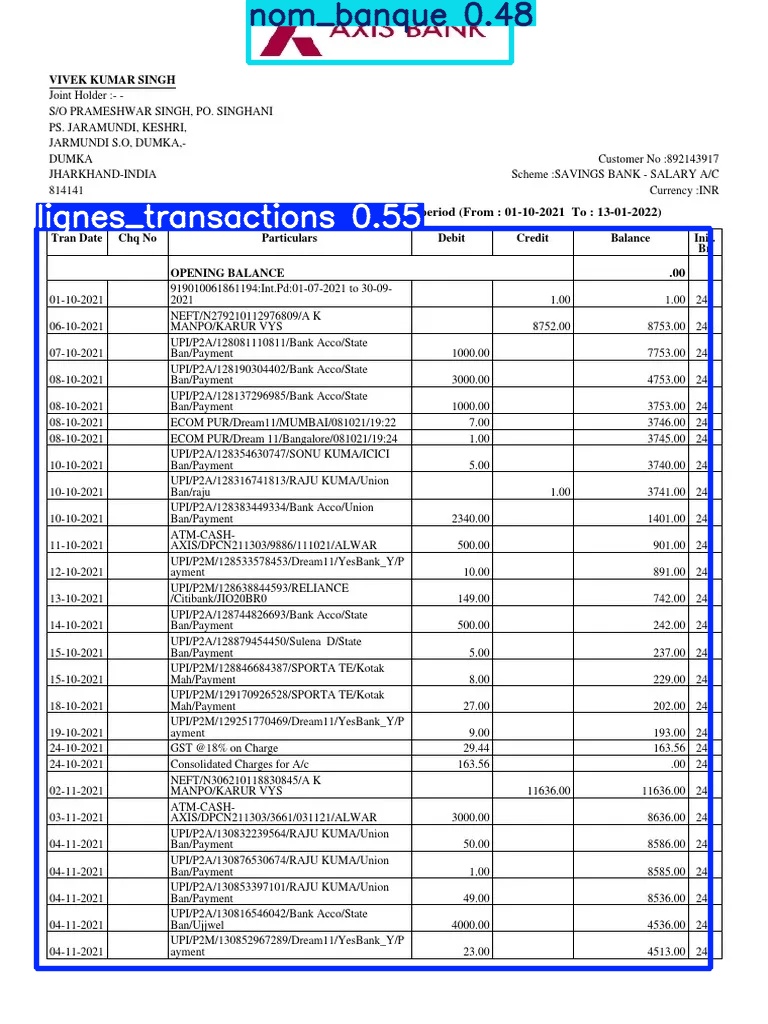 nom_banque 0.48
AXIS BANK
VIVEK KUMAR SINGH
Joint Holder :- -
S/O PRAMESHWAR SINGH, PO. SINGHANI
PS. JARAMUNDI, KESHRI,
JARMUNDI S.O, DUMKA,-
DUMKA Customer No :892143917
JHARKHAND-INDIA Scheme :SAVINGS BANK - SALARY A/C
814141 Currency :INR
lignes_transactions 0.55 period (From : 01-10-2021 To : 13-01-2022)
Tran Date Chq No Particulars Debit Credit Balance Init.
Br
OPENING BALANCE .00
919010061861194:Int.Pd:01-07-2021 to 30-09-
01-10-2021 2021 1.00 1.00 24
NEFT/N279210112976809/A K
06-10-2021 MANPO/KARUR VYS 8752.00 8753.00 24
UPI/P2A/128081110811/Bank Acco/State
07-10-2021 Ban/Payment 1000.00 7753.00 24
UPI/P2A/128190304402/Bank Acco/State
08-10-2021 Ban/Payment 3000.00 4753.00 24
UPI/P2A/128137296985/Bank Acco/State
08-10-2021 Ban/Payment 1000.00 3753.00 24
08-10-2021 ECOM PUR/Dream11/MUMBAI/081021/19:22 7.00 3746.00 24
08-10-2021 ECOM PUR/Dream 11/Bangalore/081021/19:24 1.00 3745.00 24
UPI/P2A/128354630747/SONU KUMA/ICICI
10-10-2021 Ban/Payment 5.00 3740.00 24
UPI/P2A/128316741813/RAJU KUMA/Union
10-10-2021 Ban/raju 1.00 3741.00 24
UPI/P2A/128383449334/Bank Acco/Union
10-10-2021 Ban/Payment 2340.00 1401.00 24
ATM-CASH-
11-10-2021 AXIS/DPCN211303/9886/111021/ALWAR 500.00 901.00 24
UPI/P2M/128533578453/Dream11/YesBank_Y/P
12-10-2021 ayment 10.00 891.00 24
UPI/P2M/128638844593/RELIANCE
13-10-2021 /Citibank/JIO20BR0 149.00 742.00 24
UPI/P2A/128744826693/Bank Acco/State
14-10-2021 Ban/Payment 500.00 242.00 24
UPI/P2A/128879454450/Sulena D/State
15-10-2021 Ban/Payment 5.00 237.00 24
UPI/P2M/128846684387/SPORTA TE/Kotak
15-10-2021 Mah/Payment 8.00 229.00 24
UPI/P2M/129170926528/SPORTA TE/Kotak
18-10-2021 Mah/Payment 27.00 202.00 24
UPI/P2M/129251770469/Dream11/YesBank_Y/P
19-10-2021 ayment 9.00 193.00 24
24-10-2021 GST @18% on Charge 29.44 163.56 24
24-10-2021 Consolidated Charges for A/c 163.56 .00 24
NEFT/N306210118830845/A K
02-11-2021 MANPO/KARUR VYS 11636.00 11636.00 24
ATM-CASH-
03-11-2021 AXIS/DPCN211303/3661/031121/ALWAR 3000.00 8636.00 24
UPI/P2A/130832239564/RAJU KUMA/Union
04-11-2021 Ban/Payment 50.00 8586.00 24
UPI/P2A/130876530674/RAJU KUMA/Union
04-11-2021 Ban/Payment 1.00 8585.00 24
UPI/P2A/130853397101/RAJU KUMA/Union
04-11-2021 Ban/Payment 49.00 8536.00 24
UPI/P2A/130816546042/Bank Acco/State
04-11-2021 Ban/Ujjwel 4000.00 4536.00 24
UPI/P2M/130852967289/Dream11/YesBank_Y/P
04-11-2021 ayment 23.00 4513.00 24